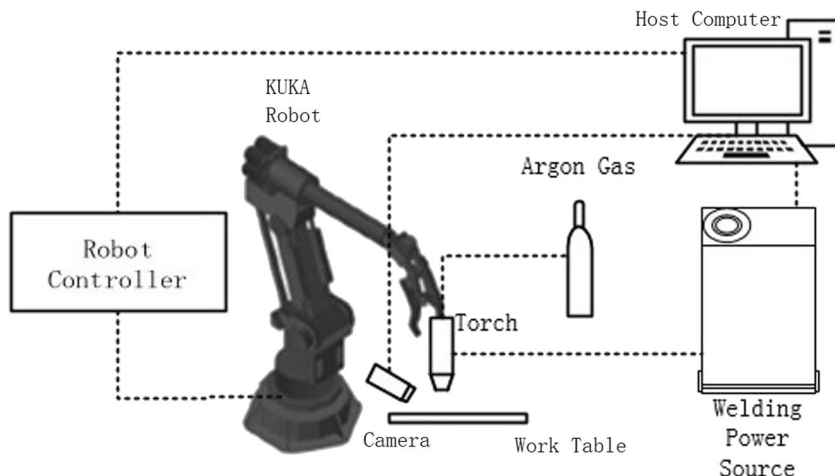 Host Computer
KUKA
Robot
Argon Gas
Robot
Controller
Torch
Camera
Work Table
Welding
Power
Source